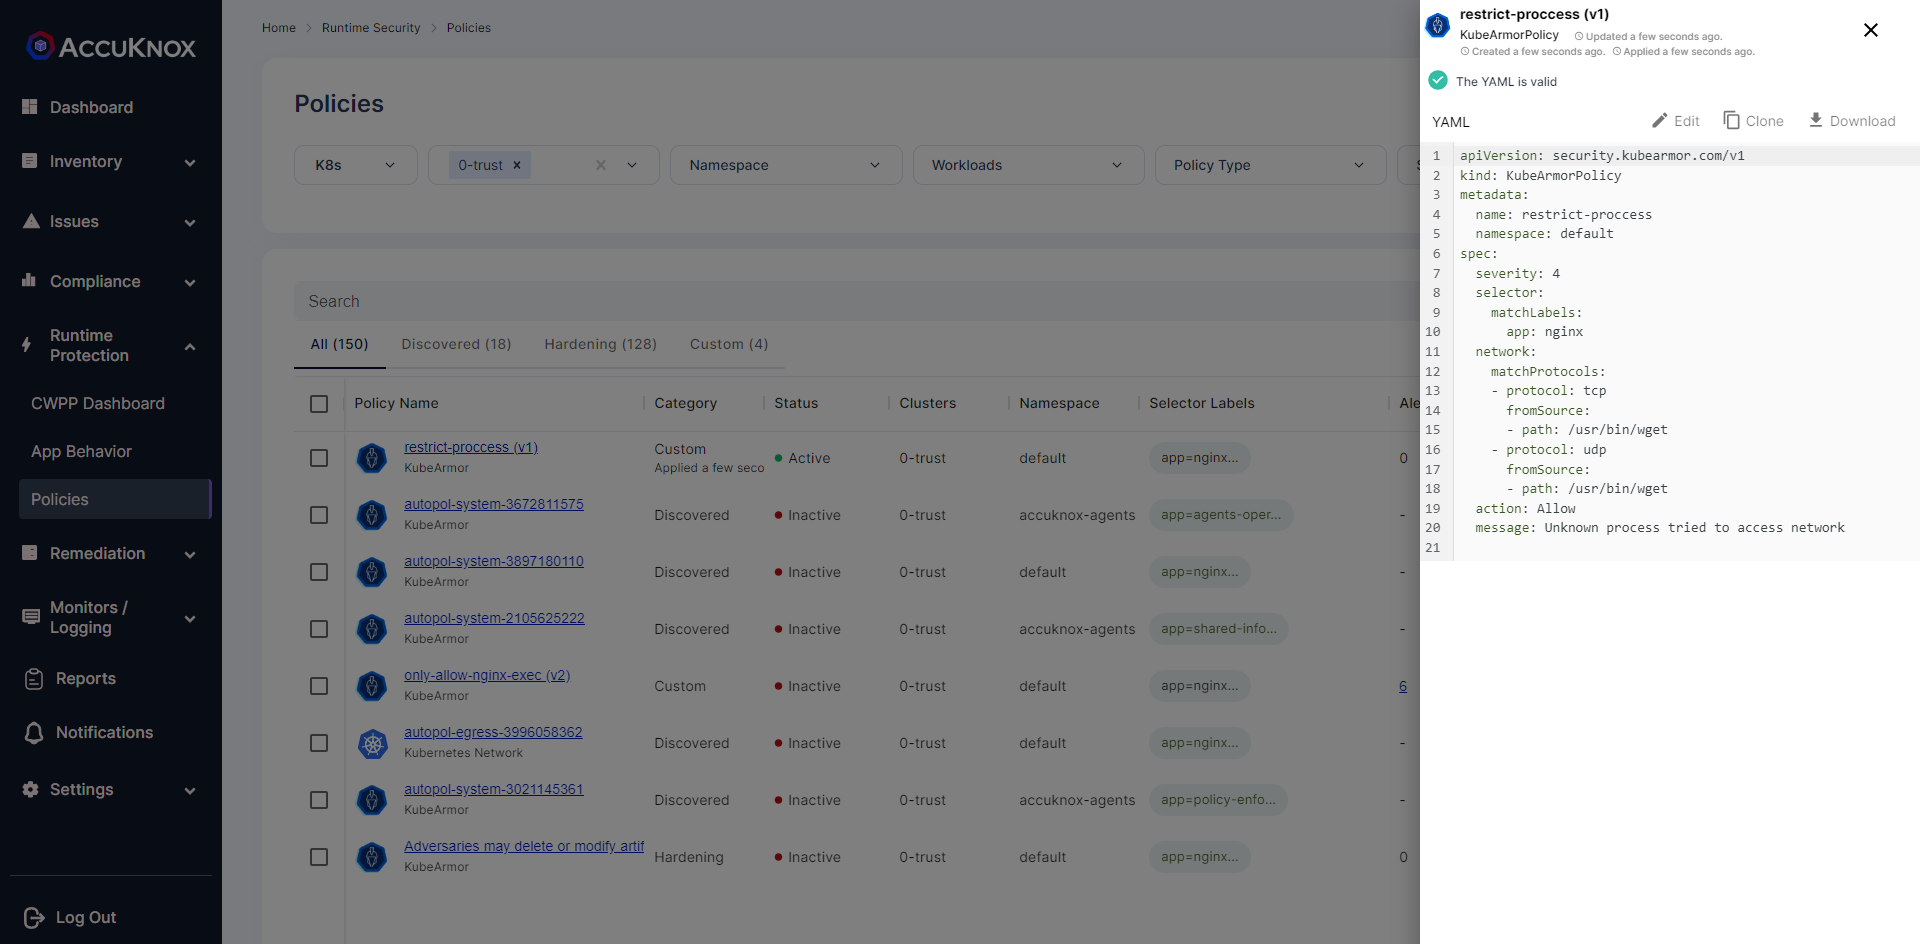 ACCUKNOX
Dashboard
Inventory
Issues
Compliance
Runtime
Protection
CWPP Dashboard
App Behavior
Policies
Remediation
Monitors /
Logging
Reports
Notifications
Settings
Log Out
Home > Runtime Security > Policies
Policies
K8s
0-trust ×
Namespace
Workloads
Policy Type
Search
All (150) Discovered (18) Hardening (128) Custom (4)
Policy Name Category Status Clusters Namespace Selector Labels Ale
restrict-proccess (v1)
KubeArmor
Custom
Applied a few seco
Active 0-trust default app=nginx... 0
autopol-system-3672811575
KubeArmor
Discovered Inactive 0-trust accuknox-agents app=agents-oper... -
autopol-system-3897180110
KubeArmor
Discovered Inactive 0-trust default app=nginx... -
autopol-system-2105625222
KubeArmor
Discovered Inactive 0-trust accuknox-agents app=shared-info... -
only-allow-nginx-exec (v2)
KubeArmor
Custom Inactive 0-trust default app=nginx... 6
autopol-egress-3996058362
Kubernetes Network
Discovered Inactive 0-trust default app=nginx... -
autopol-system-3021145361
KubeArmor
Discovered Inactive 0-trust accuknox-agents app=policy-enfo... -
Adversaries may delete or modify artif
KubeArmor
Hardening Inactive 0-trust default app=nginx... 0
restrict-proccess (v1)
KubeArmorPolicy Updated a few seconds ago.
Created a few seconds ago. Applied a few seconds ago.
The YAML is valid
YAML Edit Clone Download
1 apiVersion: security.kubearmor.com/v1
2 kind: KubeArmorPolicy
3 metadata:
4   name: restrict-proccess
5   namespace: default
6 spec:
7   severity: 4
8   selector:
9     matchLabels:
10       app: nginx
11   network:
12     matchProtocols:
13     - protocol: tcp
14       fromSource:
15       - path: /usr/bin/wget
16     - protocol: udp
17       fromSource:
18       - path: /usr/bin/wget
19   action: Allow
20   message: Unknown process tried to access network
21